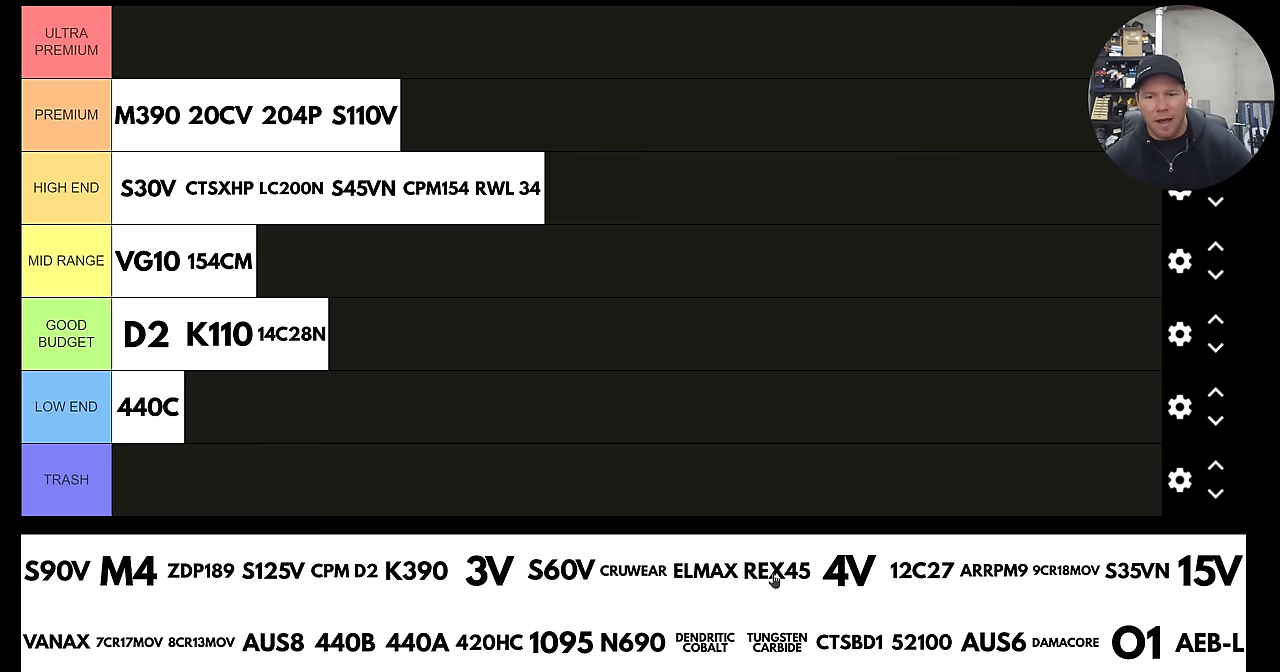 ULTRA
PREMIUM
PREMIUM
M390 20CV 204P S110V
HIGH END
S30V CTSXHP LC200N S45VN CPM154 RWL 34
MID RANGE
VG10 154CM
GOOD
BUDGET
D2 K110 14C28N
LOW END
440C
TRASH
S90V M4 ZDP189 S125V CPM D2 K390 3V S60V CRUWEAR ELMAX REX45 4V 12C27 ARRPM9 9CR18MOV S35VN 15V
VANAX 7CR17MOV 8CR13MOV AUS8 440B 440A 420HC 1095 N690 DENDRITIC COBALT TUNGSTEN CARBIDE CTSBD1 52100 AUS6 DAMACORE O1 AEB-L